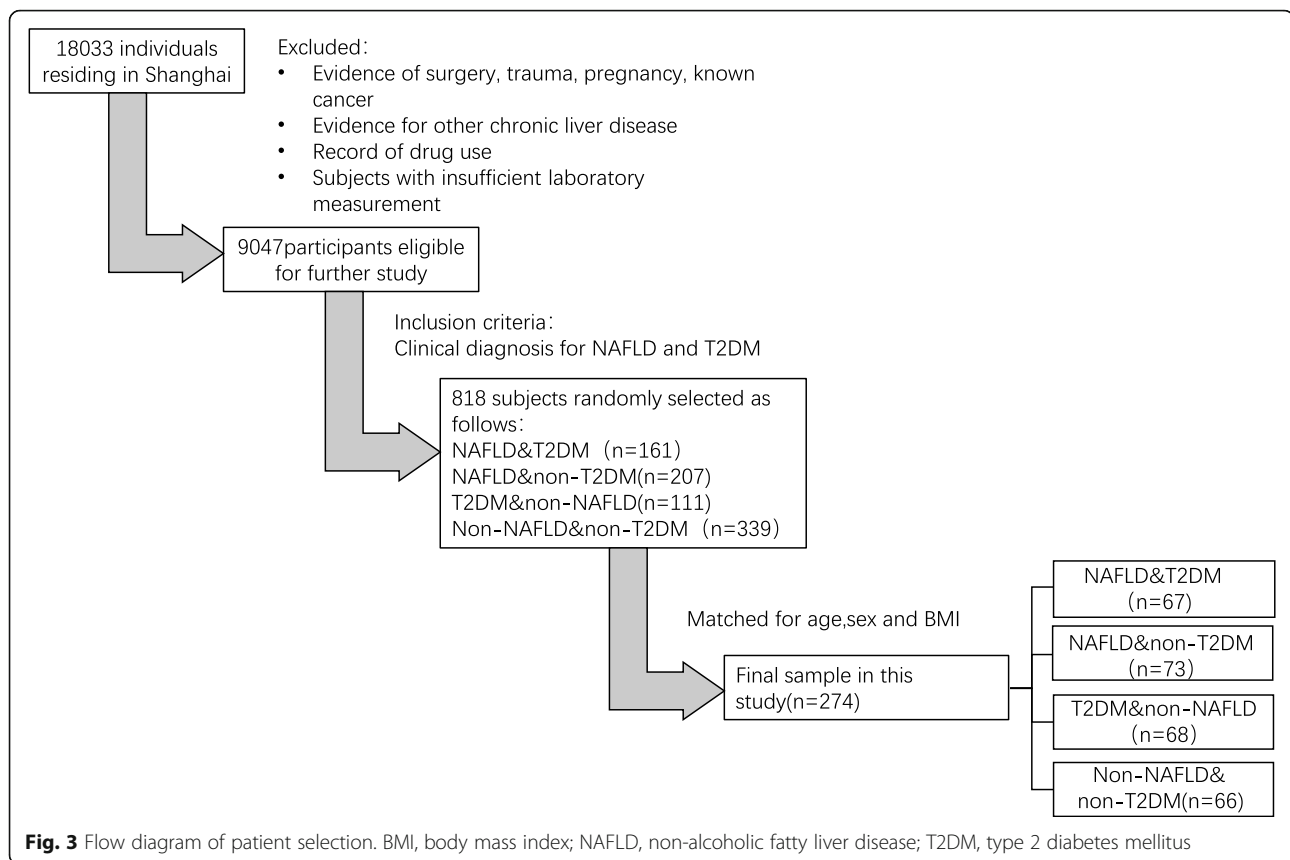 18033 individuals
residing in Shanghai
Excluded:
• Evidence of surgery, trauma, pregnancy, known
cancer
• Evidence for other chronic liver disease
• Record of drug use
• Subjects with insufficient laboratory
measurement
9047participants eligible
for further study
Inclusion criteria:
Clinical diagnosis for NAFLD and T2DM
818 subjects randomly selected as
follows:
NAFLD&T2DM (n=161)
NAFLD&non-T2DM(n=207)
T2DM&non-NAFLD(n=111)
Non-NAFLD&non-T2DM (n=339)
Matched for age,sex and BMI
Final sample in this
study(n=274)
NAFLD&T2DM
(n=67)
NAFLD&non-T2DM
(n=73)
T2DM&non-NAFLD
(n=68)
Non-NAFLD&
non-T2DM(n=66)
Fig. 3 Flow diagram of patient selection. BMI, body mass index; NAFLD, non-alcoholic fatty liver disease; T2DM, type 2 diabetes mellitus